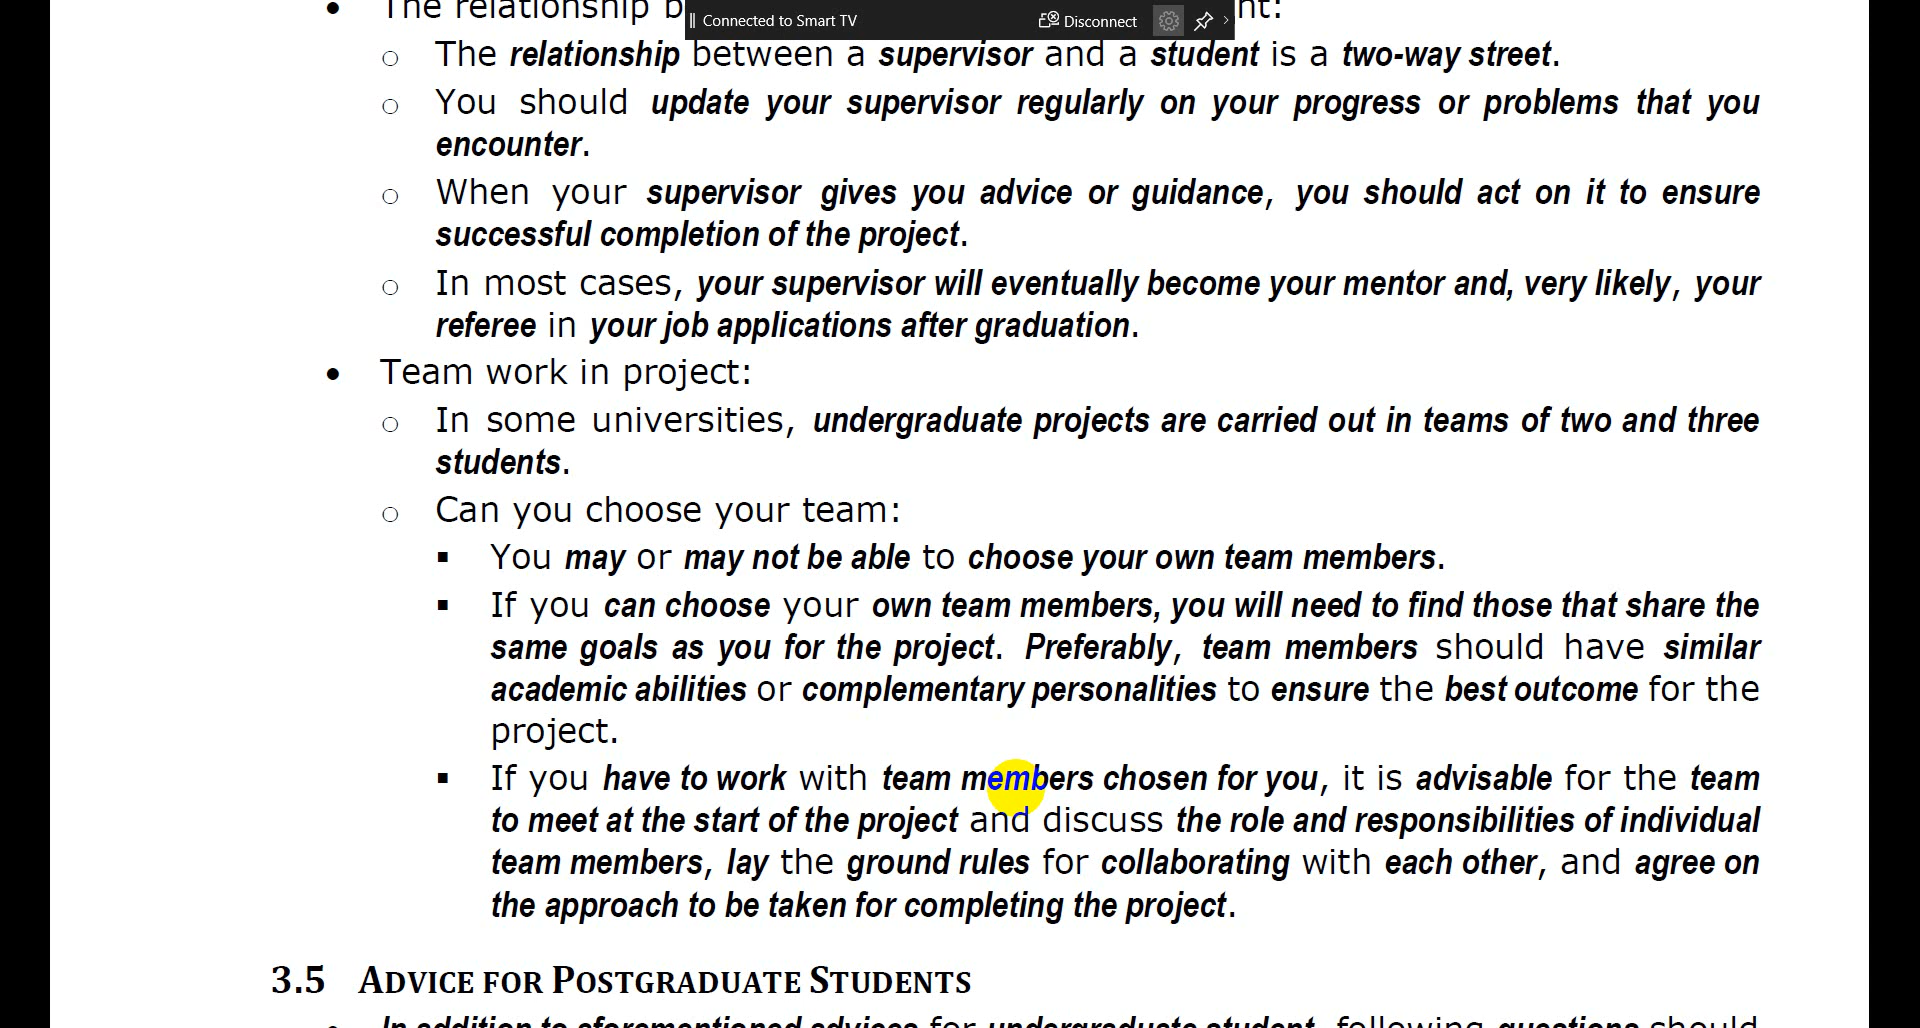 The relationship b
Connected to Smart TV
Disconnect
nt:
The relationship between a supervisor and a student is a two-way street.
You should update your supervisor regularly on your progress or problems that you
encounter.
When your supervisor gives you advice or guidance, you should act on it to ensure
successful completion of the project.
In most cases, your supervisor will eventually become your mentor and, very likely, your
referee in your job applications after graduation.
Team work in project:
In some universities, undergraduate projects are carried out in teams of two and three
students.
Can you choose your team:
You may or may not be able to choose your own team members.
If you can choose your own team members, you will need to find those that share the
same goals as you for the project. Preferably, team members should have similar
academic abilities or complementary personalities to ensure the best outcome for the
project.
If you have to work with team members chosen for you, it is advisable for the team
to meet at the start of the project and discuss the role and responsibilities of individual
team members, lay the ground rules for collaborating with each other, and agree on
the approach to be taken for completing the project.
3.5 ADVICE FOR POSTGRADUATE STUDENTS
In addition to aforementioned advices for undergraduate student, following questions should